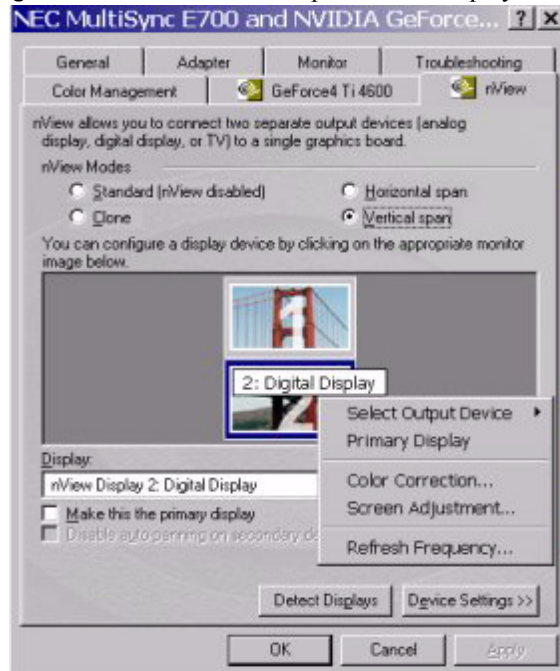 NEC MultiSync E700 and NVIDIA GeForce...
General Adapter Monitor Troubleshooting
Color Management GeForce4 Ti 4600 nView
nView allows you to connect two separate output devices (analog
display, digital display, or TV) to a single graphics board.
nView Modes
Standard (nView disabled) Horizontal span
Clone Vertical span
You can configure a display device by clicking on the appropriate monitor
image below.
1
2: Digital Display
2
Select Output Device
Primary Display
Color Correction...
Screen Adjustment...
Refresh Frequency...
Display:
nView Display 2: Digital Display
Make this the primary display
Disable auto-panning on secondary de
Detect Displays Device Settings >>
OK Cancel Apply